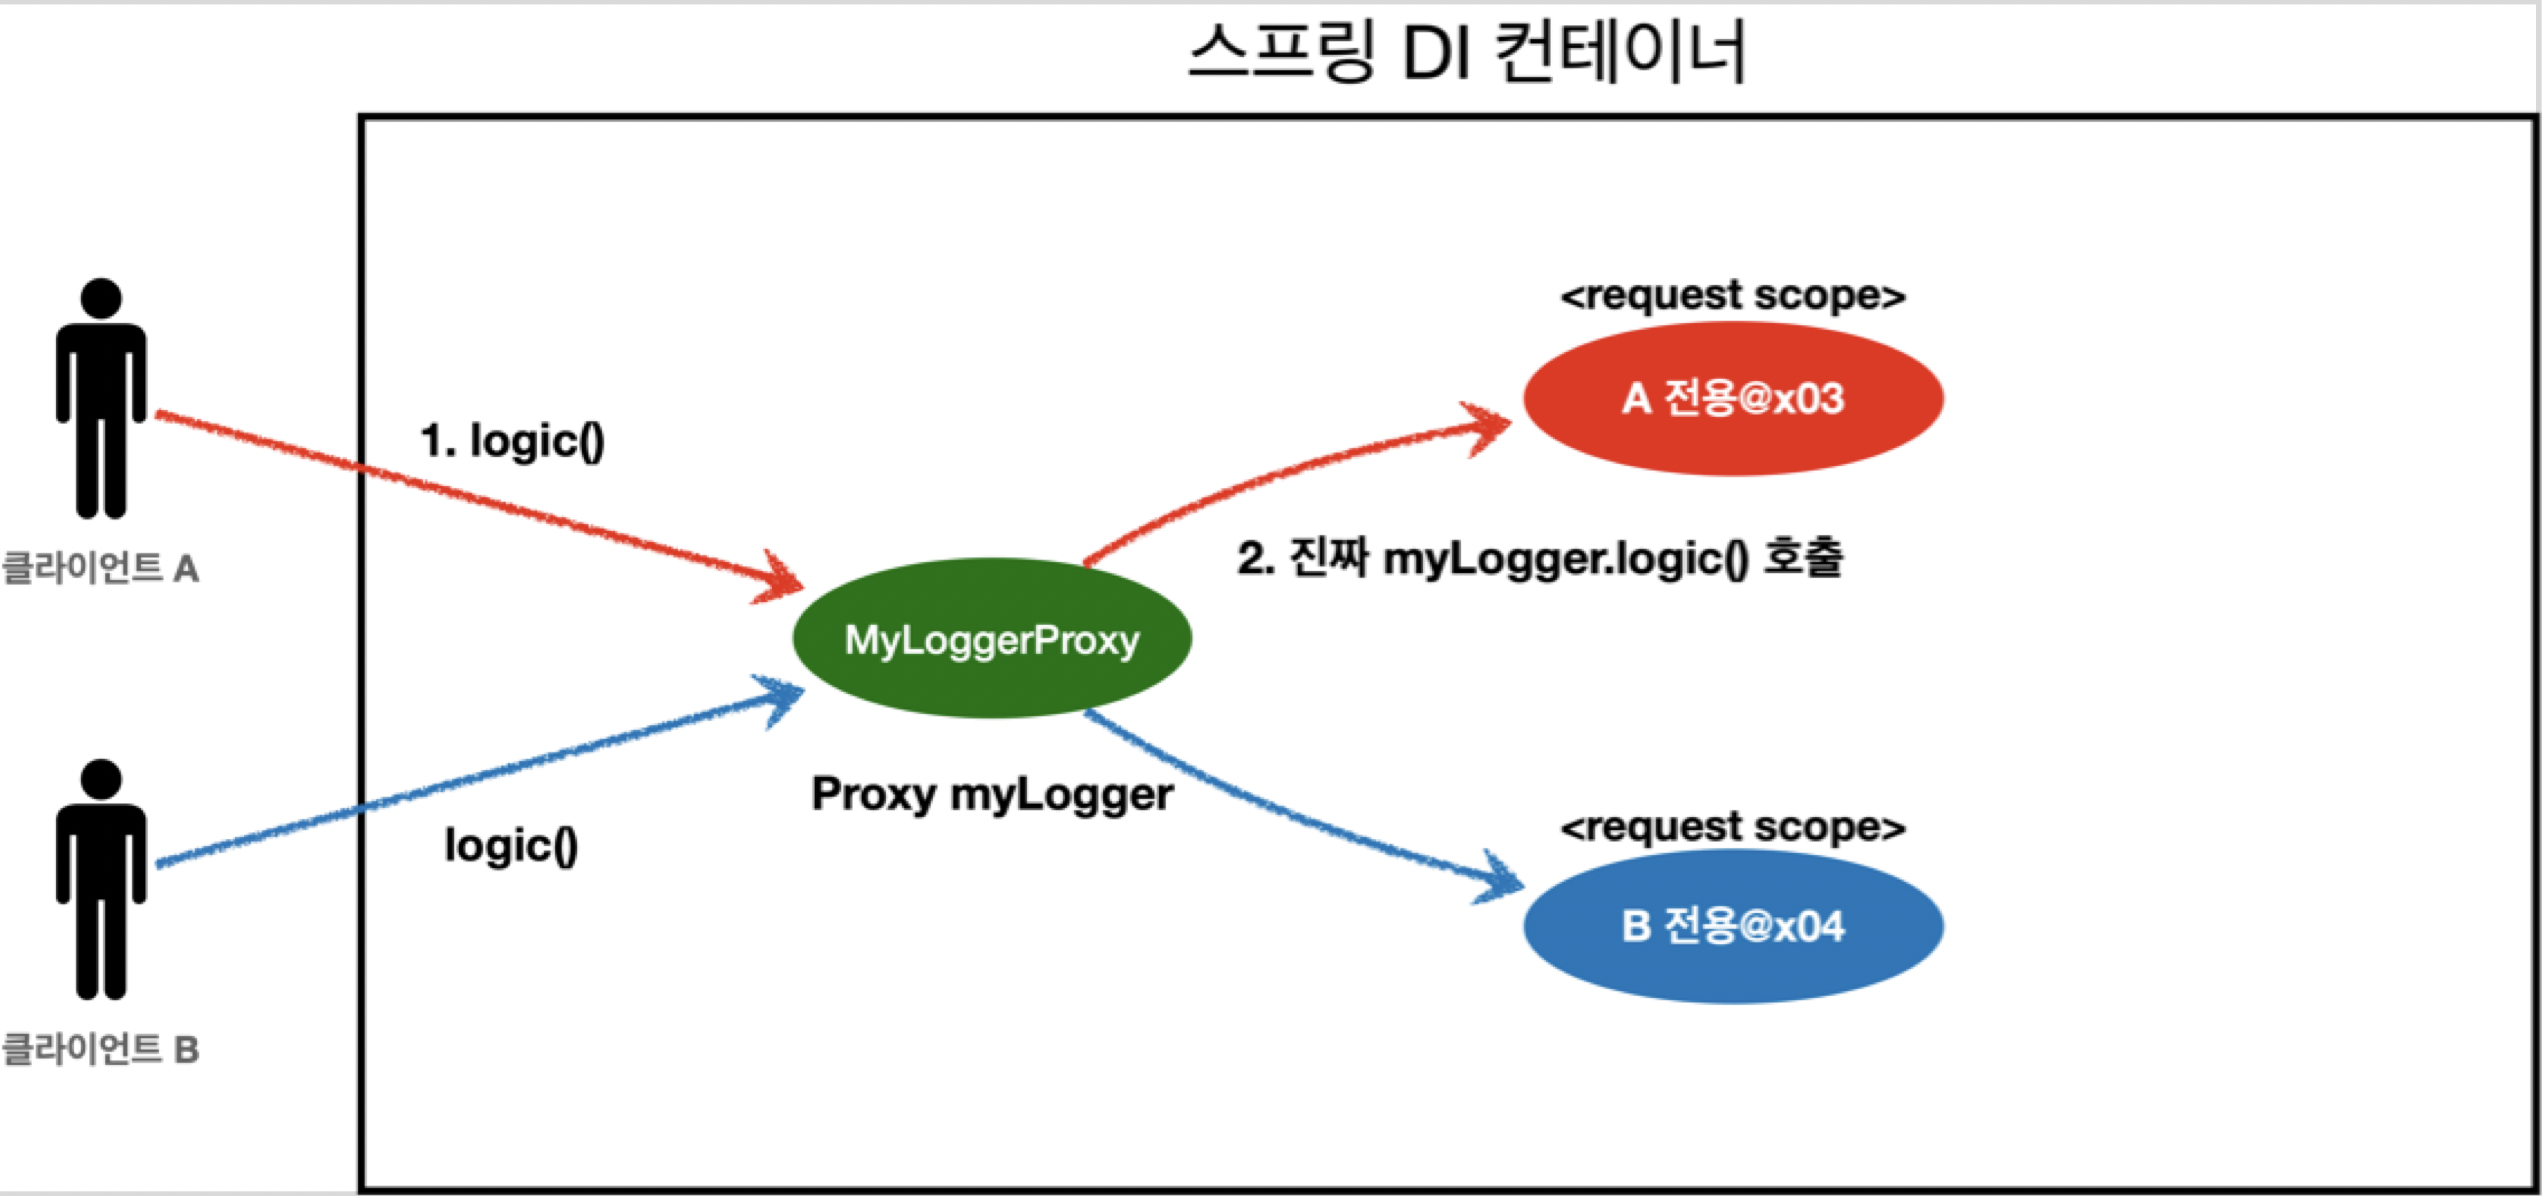 스프링 DI 컨테이너
<request scope>
A 전용@x03
1. logic()
2. 진짜 myLogger.logic() 호출
클라이언트 A
MyLoggerProxy
Proxy myLogger
logic()
<request scope>
B 전용@x04
클라이언트 B